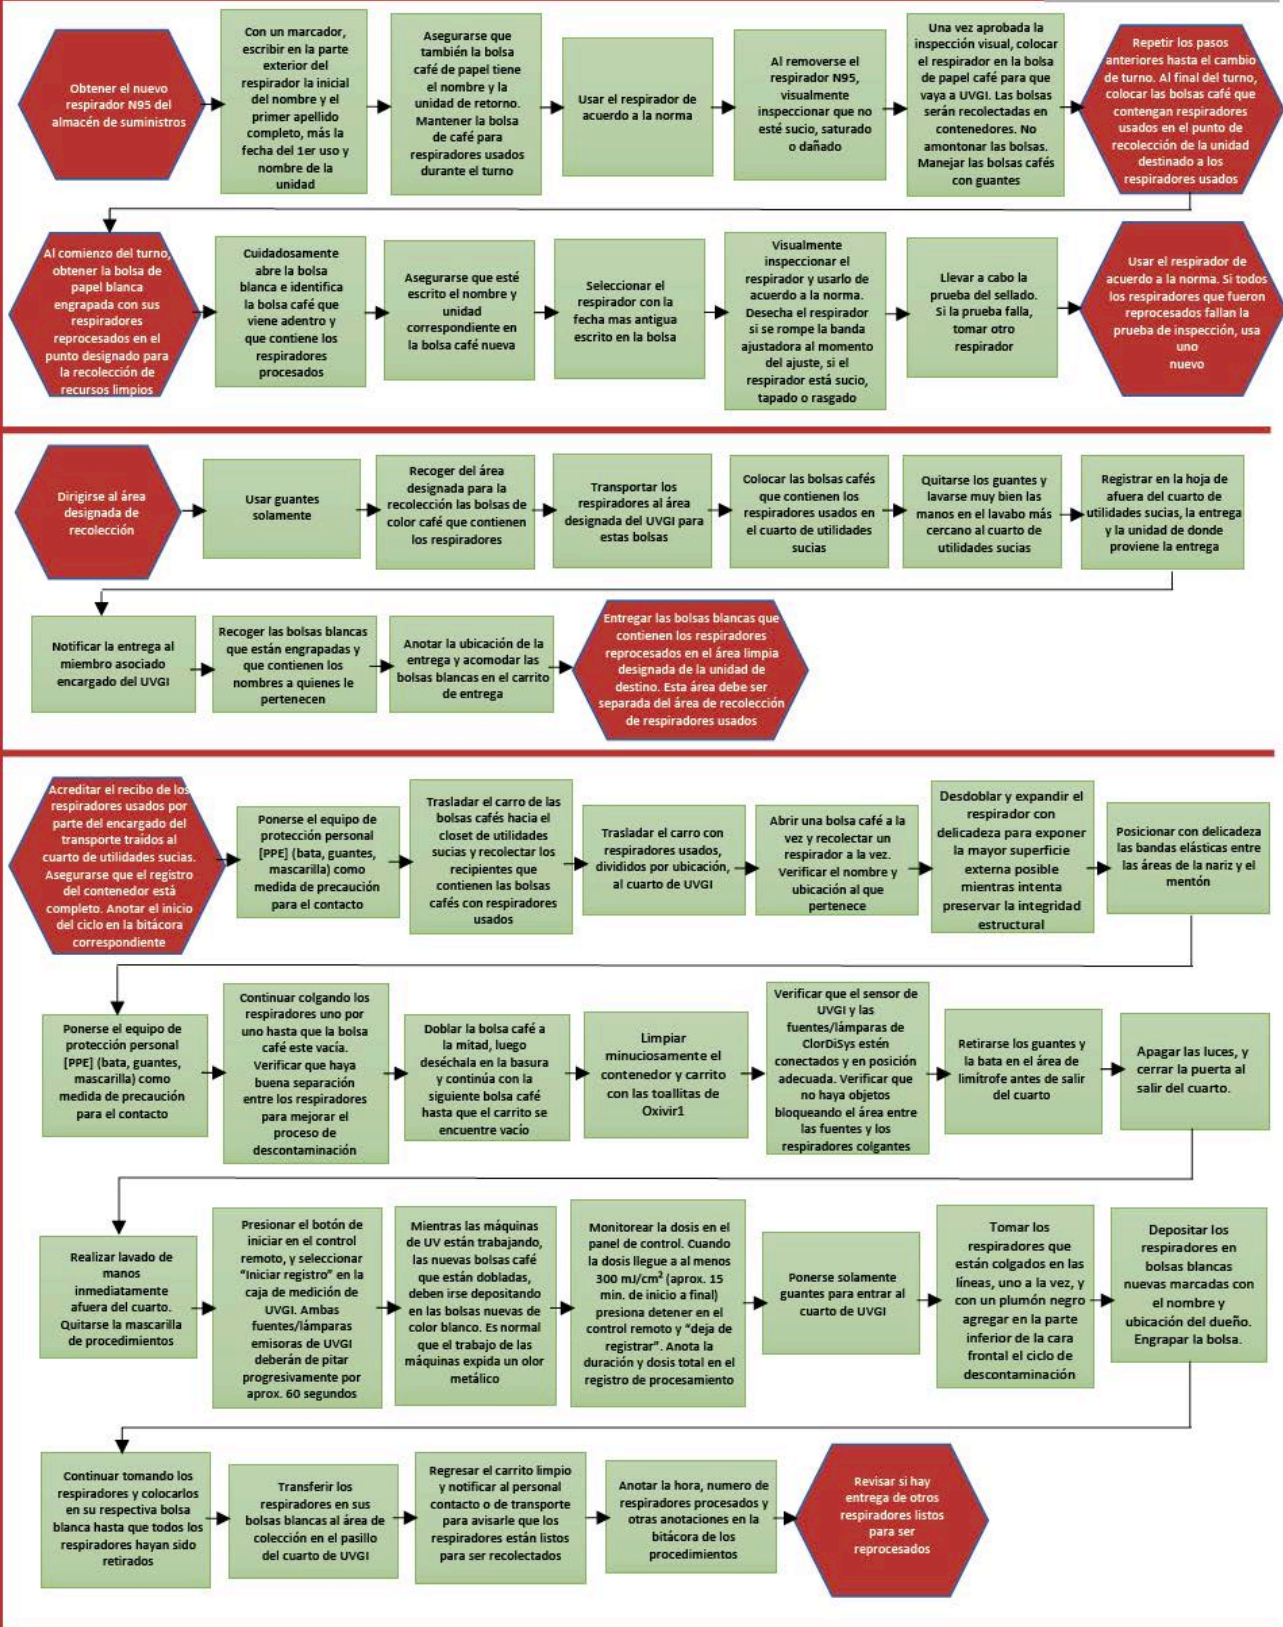 Obtener el nuevo
respirador N95 del
almacén de suministros
Con un marcador,
escribir en la parte
exterior del
respirador la inicial
del nombre y el
primer apellido
completo, más la
fecha del 1er uso y
nombre de la
unidad
Asegurarse que
también la bolsa
café de papel tiene
el nombre y la
unidad de retorno.
Mantener la bolsa
de café para
respiradores usados
durante el turno
Usar el respirador de
acuerdo a la norma
Al removerse el
respirador N95,
visualmente
inspeccionar que no
esté sucio, saturado
o dañado
Una vez aprobada la
inspección visual, colocar
el respirador en la bolsa
de papel café para que
vaya a UVGI. Las bolsas
serán recolectadas en
contenedores. No
amontonar las bolsas.
Manejar las bolsas cafés
con guantes
Repetir los pasos
anteriores hasta el cambio
de turno. Al final del turno,
colocar las bolsas café que
contengan respiradores
usados en el punto de
recolección de la unidad
destinado a los
respiradores usados
Al comienzo del turno,
obtener la bolsa de
papel blanca
engrapada con sus
respiradores
reprocesados en el
punto designado para
la recolección de
recursos limpios
Cuidadosamente
abre la bolsa
blanca e identifica
la bolsa café que
viene adentro y
que contiene los
respiradores
procesados
Asegurarse que esté
escrito el nombre y
unidad
correspondiente en
la bolsa café nueva
Seleccionar el
respirador con la
fecha mas antigua
escrito en la bolsa
Visualmente
inspeccionar el
respirador y usarlo de
acuerdo a la norma.
Desecha el respirador
si se rompe la banda
ajustadora al momento
del ajuste, si el
respirador está sucio,
tapado o rasgado
Llevar a cabo la
prueba del sellado.
Si la prueba falla,
tomar otro
respirador
Usar el respirador de
acuerdo a la norma. Si todos
los respiradores que fueron
reprocesados fallan la
prueba de inspección, usa
uno
nuevo
Dirigirse al área
designada de
recolección
Usar guantes
solamente
Recoger del área
designada para la
recolección las bolsas de
color café que contienen
los respiradores
Transportar los
respiradores al área
designada del UVGI para
estas bolsas
Colocar las bolsas cafés
que contienen los
respiradores usados en
el cuarto de utilidades
sucias
Quitarse los guantes y
lavarse muy bien las
manos en el lavabo más
cercano al cuarto de
utilidades sucias
Registrar en la hoja de
afuera del cuarto de
utilidades sucias, la entrega
y la unidad de donde
proviene la entrega
Notificar la entrega al
miembro asociado
encargado del UVGI
Recoger las bolsas blancas
que están engrapadas y
que contienen los
nombres a quienes le
pertenecen
Anotar la ubicación de la
entrega y acomodar las
bolsas blancas en el carrito
de entrega
Entregar las bolsas blancas que
contienen los respiradores
reprocesados en el área limpia
designada de la unidad de
destino. Esta área debe ser
separada del área de recolección
de respiradores usados
Acreditar el recibo de los
respiradores usados por
parte del encargado del
transporte traídos al
cuarto de utilidades sucias.
Asegurarse que el registro
del contenedor está
completo. Anotar el inicio
del ciclo en la bitácora
correspondiente
Ponerse el equipo de
protección personal
[PPE] (bata, guantes,
mascarilla) como
medida de precaución
para el contacto
Trasladar el carro de las
bolsas cafés hacia el
closet de utilidades
sucias y recolectar los
recipientes que
contienen las bolsas
cafés con respiradores
usados
Trasladar el carro con
respiradores usados,
divididos por ubicación,
al cuarto de UVGI
Abrir una bolsa café a la
vez y recolectar un
respirador a la vez.
Verificar el nombre y
ubicación al que
pertenece
Desdoblar y expandir el
respirador con
delicadeza para exponer
la mayor superficie
externa posible
mientras intenta
preservar la integridad
estructural
Posicionar con delicadeza
las bandas elásticas entre
las áreas de la nariz y el
mentón
Ponerse el equipo de
protección personal
[PPE] (bata, guantes,
mascarilla) como
medida de precaución
para el contacto
Continuar colgando los
respiradores uno por
uno hasta que la bolsa
café este vacía.
Verificar que haya
buena separación
entre los respiradores
para mejorar el
proceso de
descontaminación
Doblar la bolsa café a
la mitad, luego
deséchala en la basura
y continúa con la
siguiente bolsa café
hasta que el carrito se
encuentre vacío
Limpiar
minuciosamente el
contenedor y carrito
con las toallitas de
Oxivir1
Verificar que el sensor de
UVGI y las
fuentes/lámparas de
ClorDiSys estén
conectados y en posición
adecuada. Verificar que
no haya objetos
bloqueando el área entre
las fuentes y los
respiradores colgantes
Retirarse los guantes y
la bata en el área de
limítrofe antes de salir
del cuarto
Apagar las luces, y
cerrar la puerta al
salir del cuarto.
Realizar lavado de
manos
inmediatamente
afuera del cuarto.
Quitarse la mascarilla
de procedimientos
Presionar el botón de
iniciar en el control
remoto, y seleccionar
“Iniciar registro” en la
caja de medición de
UVGI. Ambas
fuentes/lámparas
emisoras de UVGI
deberán de pitar
progresivamente por
aprox. 60 segundos
Mientras las máquinas
de UV están trabajando,
las nuevas bolsas café
que están dobladas,
deben irse depositando
en las bolsas nuevas de
color blanco. Es normal
que el trabajo de las
máquinas expida un olor
metálico
Monitorear la dosis en el
panel de control. Cuando
la dosis llegue a al menos
300 mJ/cm² (aprox. 15
min. de inicio a final)
presiona detener en el
control remoto y “deja de
registrar”. Anota la
duración y dosis total en el
registro de procesamiento
Ponerse solamente
guantes para entrar al
cuarto de UVGI
Tomar los
respiradores que
están colgados en las
líneas, uno a la vez, y
con un plumón negro
agregar en la parte
inferior de la cara
frontal el ciclo de
descontaminación
Depositar los
respiradores en
bolsas blancas
nuevas marcadas con
el nombre y
ubicación del dueño.
Engrapar la bolsa.
Continuar tomando los
respiradores y colocarlos
en su respectiva bolsa
blanca hasta que todos los
respiradores hayan sido
retirados
Transferir los
respiradores en sus
bolsas blancas al área de
colección en el pasillo
del cuarto de UVGI
Regresar el carrito limpio
y notificar al personal
contacto o de transporte
para avisarle que los
respiradores están listos
para ser recolectados
Anotar la hora, numero de
respiradores procesados y
otras anotaciones en la
bitácora de los
procedimientos
Revisar si hay
entrega de otros
respiradores listos
para ser
reprocesados